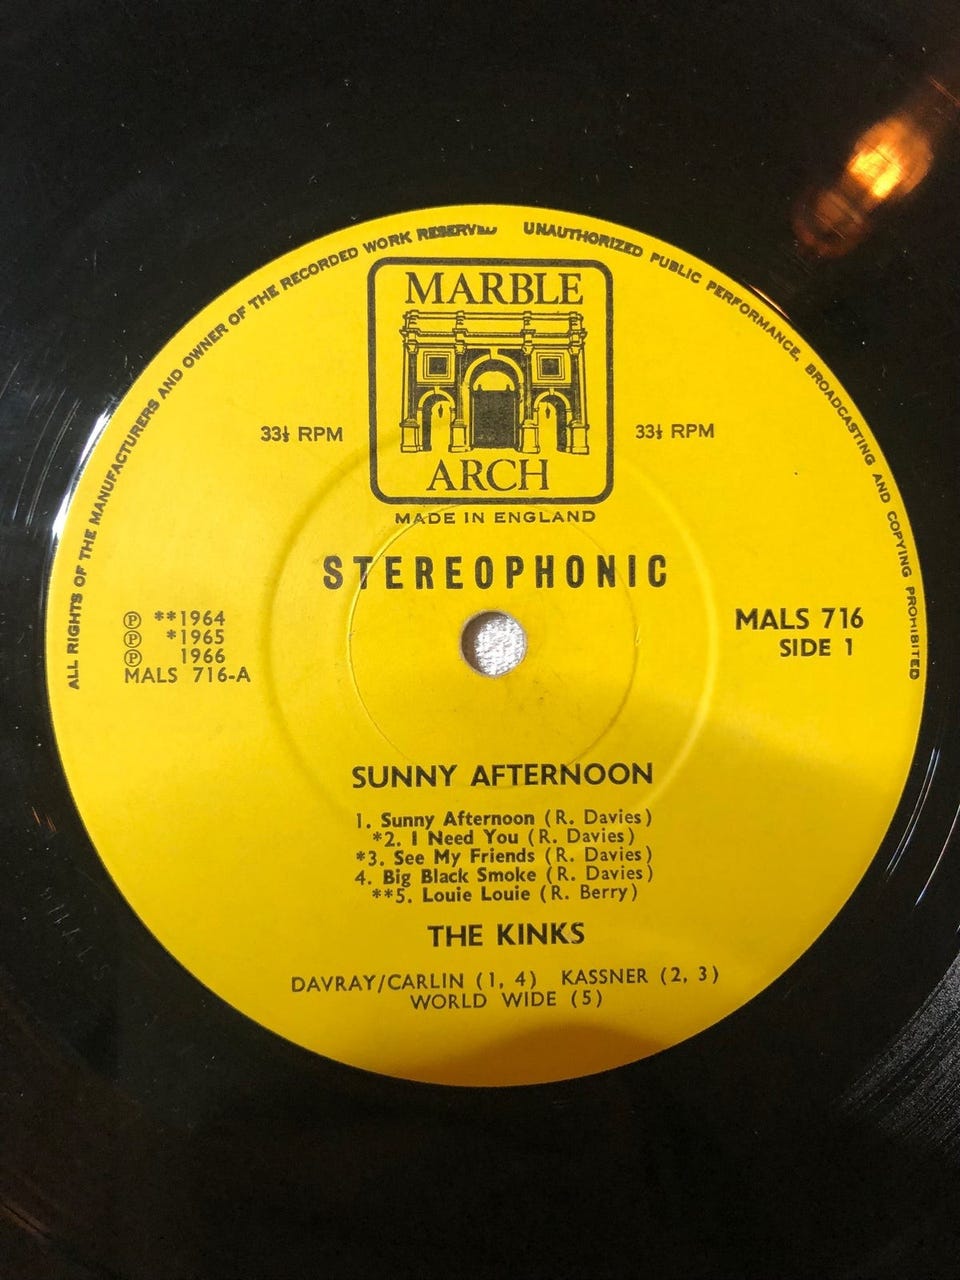 ALL RIGHTS OF THE MANUFACTURERS AND OWNER OF THE RECORDED WORK RESERVED UNAUTHORIZED PUBLIC PERFORMANCE, BROADCASTING AND COPYING PROHIBITED
MARBLE
ARCH
33⅓ RPM 33⅓ RPM
MADE IN ENGLAND
STEREOPHONIC
℗ **1964
℗ *1965
℗ 1966
MALS 716-A
MALS 716
SIDE 1
SUNNY AFTERNOON
1. Sunny Afternoon (R. Davies)
*2. I Need You (R. Davies)
*3. See My Friends (R. Davies)
4. Big Black Smoke (R. Davies)
**5. Louie Louie (R. Berry)
THE KINKS
DAVRAY/CARLIN (1, 4) KASSNER (2, 3)
WORLD WIDE (5)